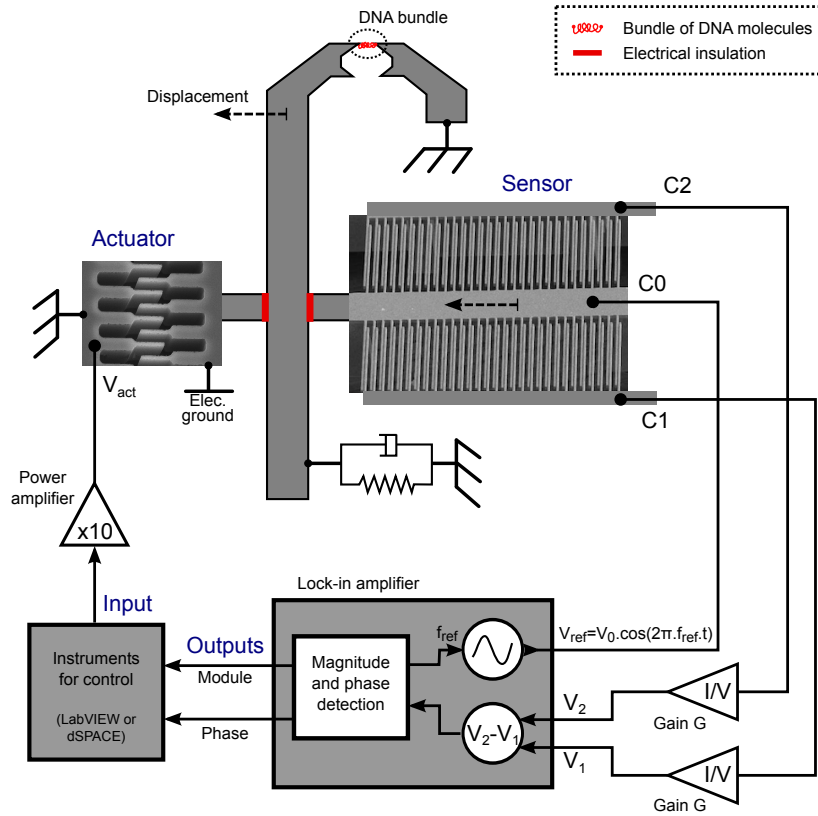 DNA bundle
Bundle of DNA molecules
Electrical insulation
Displacement
Sensor
C2
Actuator
C0
V_act
Elec.
ground
C1
Power
amplifier
x10
Lock-in amplifier
Input
Outputs
Module
Phase
Instruments
for control
(LabVIEW or
dSPACE)
Magnitude
and phase
detection
f_ref
V_ref=V_0.cos(2π.f_ref.t)
V_2
I/V
Gain G
V_2-V_1
V_1
I/V
Gain G